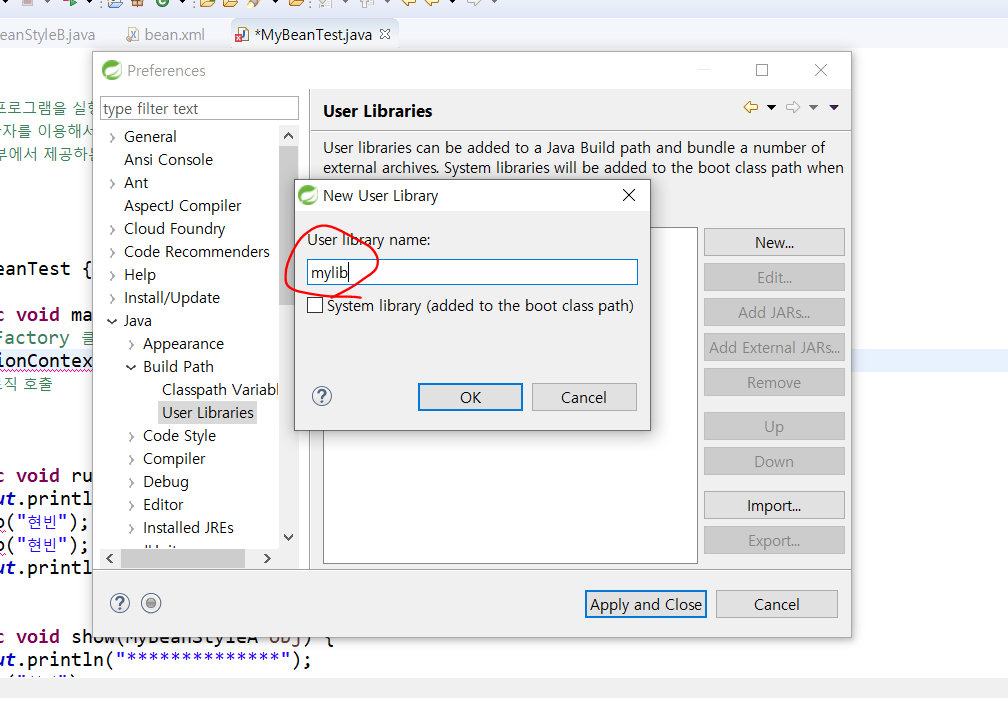 eanStyleB.java
bean.xml
*MyBeanTest.java
Preferences
type filter text
General
Ansi Console
Ant
AspectJ Compiler
Cloud Foundry
Code Recommenders
Help
Install/Update
Java
Appearance
Build Path
Classpath Variabl
User Libraries
Code Style
Compiler
Debug
Editor
Installed JREs
User Libraries
User libraries can be added to a Java Build path and bundle a number of
external archives. System libraries will be added to the boot class path when
New...
Edit...
Add JARs...
Add External JARs...
Remove
Up
Down
Import...
Export...
New User Library
User library name:
mylib
System library (added to the boot class path)
OK
Cancel
Apply and Close
Cancel
프로그램을 실행
자를 이용해서
부에서 제공하는
eanTest {
c void ma
Factory 클
ionContex
직 호출
c void ru
ut.printl
("현빈");
("현빈");
ut.printl
c void show(MyBeanStyleA obj) {
ut.println("**************");